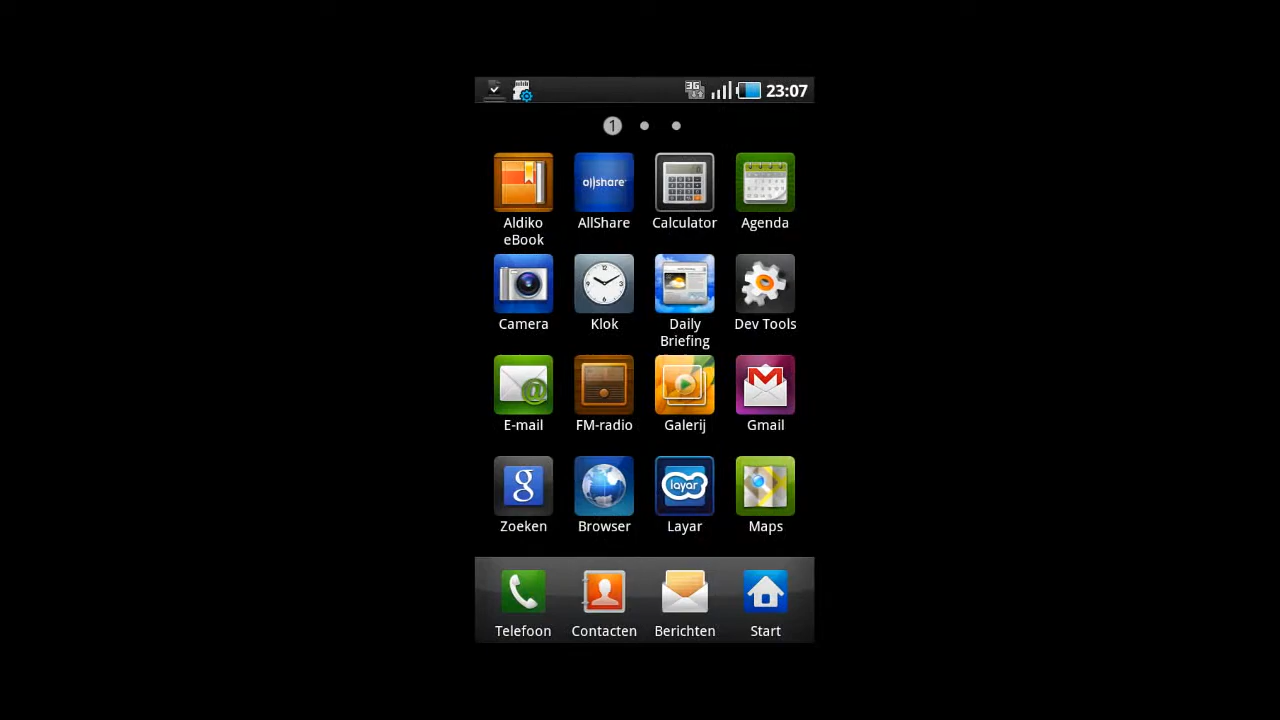 3G 23:07
1
allshare
Aldiko eBook AllShare Calculator Agenda
Camera Klok Daily Briefing Dev Tools
E-mail FM-radio Galerij Gmail
g layar
Zoeken Browser Layar Maps
Telefoon Contacten Berichten Start